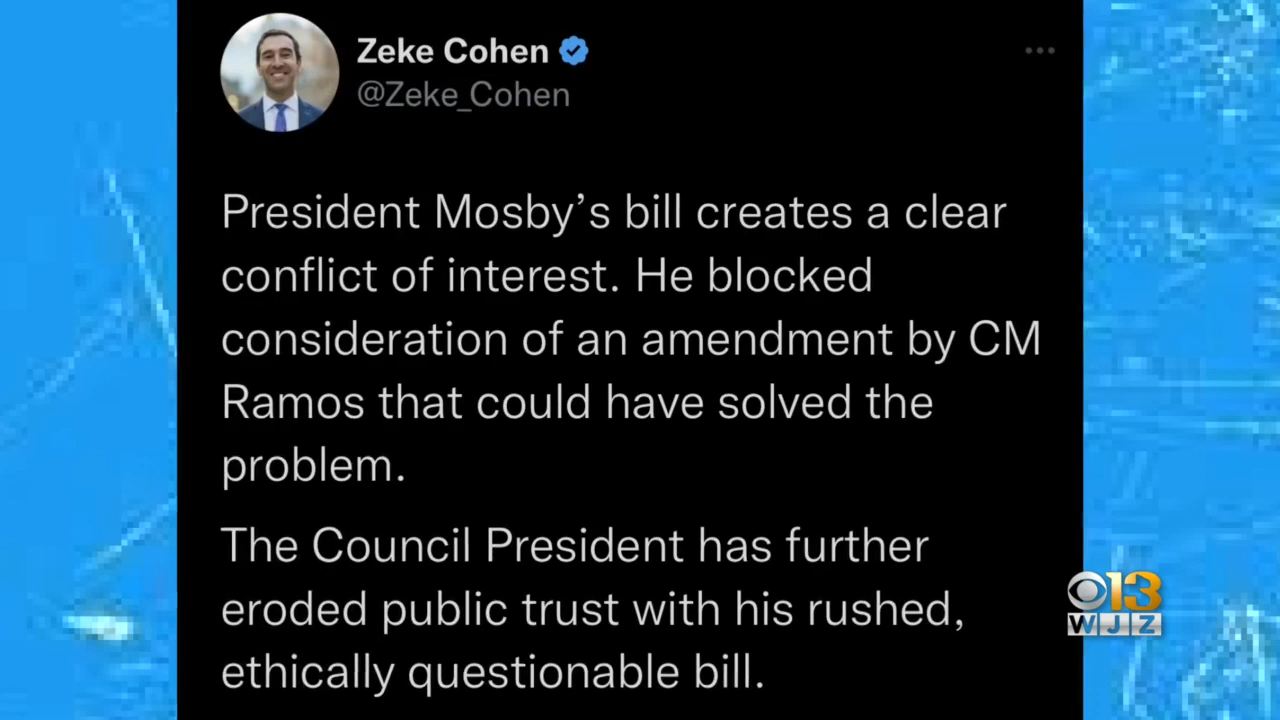 Zeke Cohen
@Zeke_Cohen
President Mosby’s bill creates a clear
conflict of interest. He blocked
consideration of an amendment by CM
Ramos that could have solved the
problem.
The Council President has further
eroded public trust with his rushed,
ethically questionable bill.
13
WJZ